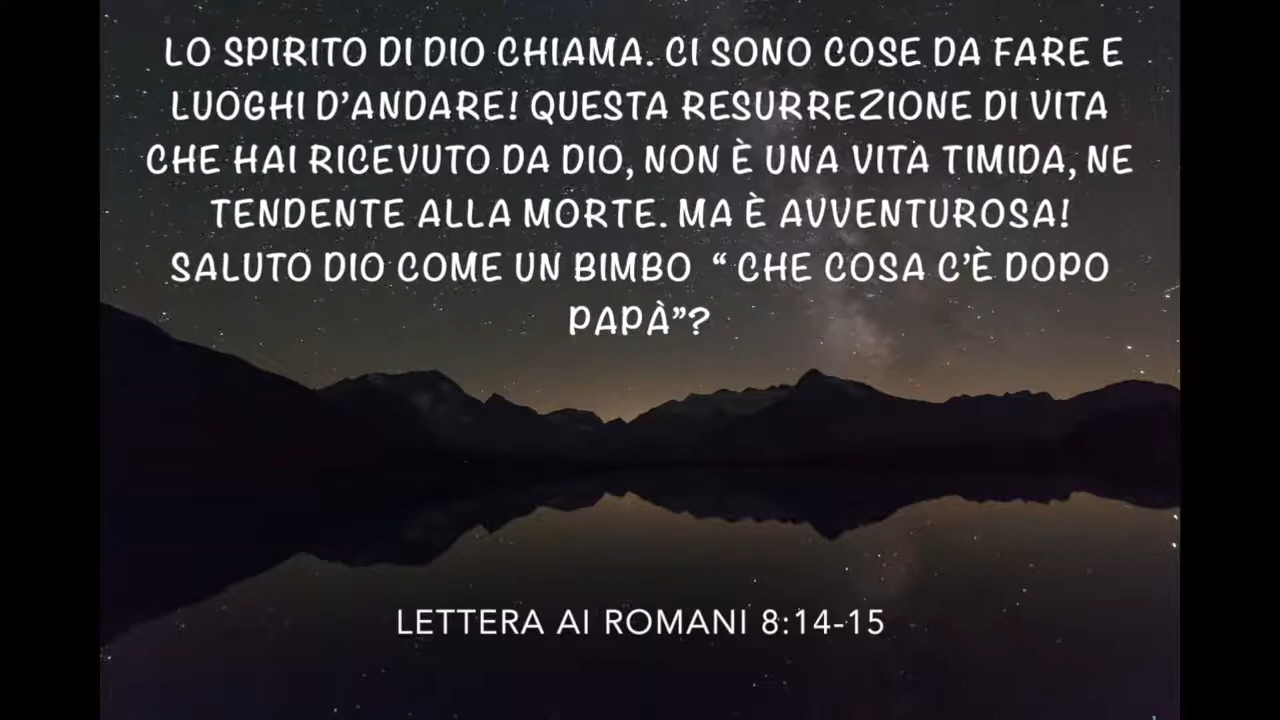 LO SPIRITO DI DIO CHIAMA. CI SONO COSE DA FARE E
LUOGHI D’ANDARE! QUESTA RESURREZIONE DI VITA
CHE HAI RICEVUTO DA DIO, NON È UNA VITA TIMIDA, NE
TENDENTE ALLA MORTE. MA È AVVENTUROSA!
SALUTO DIO COME UN BIMBO “ CHE COSA C’È DOPO
PAPÀ”?
LETTERA AI ROMANI 8:14-15